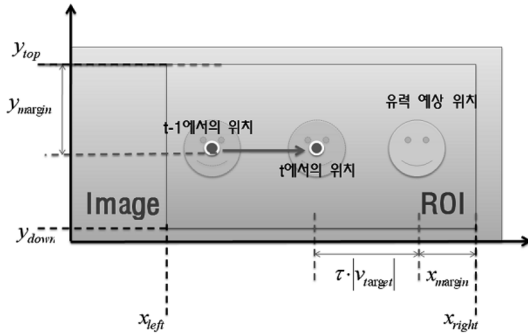 y_top
유력 예상 위치
y_margin
t-1에서의 위치
t에서의 위치
Image
ROI
y_down
τ·|v_target|
x_margin
x_left
x_right